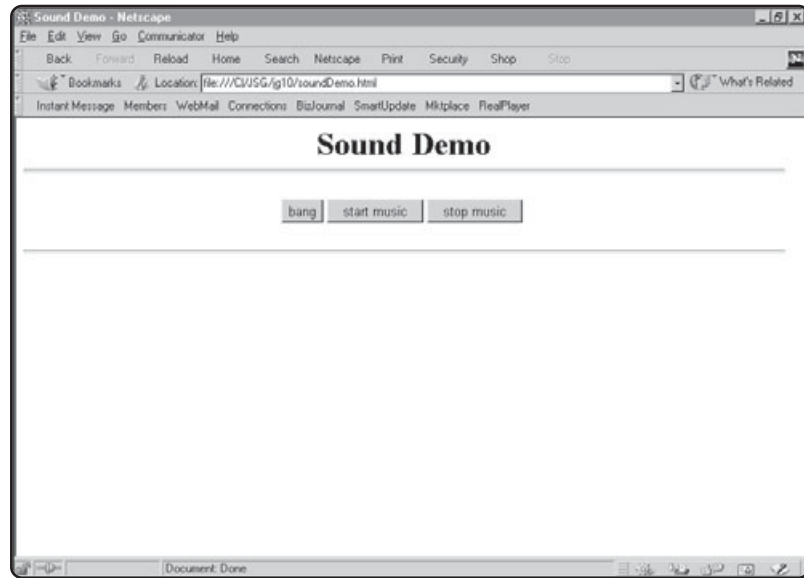 Sound Demo - Netscape
File Edit View Go Communicator Help
Back Forward Reload Home Search Netscape Print Security Shop Stop
Bookmarks Location: file:///C|/JSG/jg10/soundDemo.html What's Related
Instant Message Members WebMail Connections BizJournal SmartUpdate Mktplace RealPlayer
Sound Demo
bang start music stop music
Document: Done